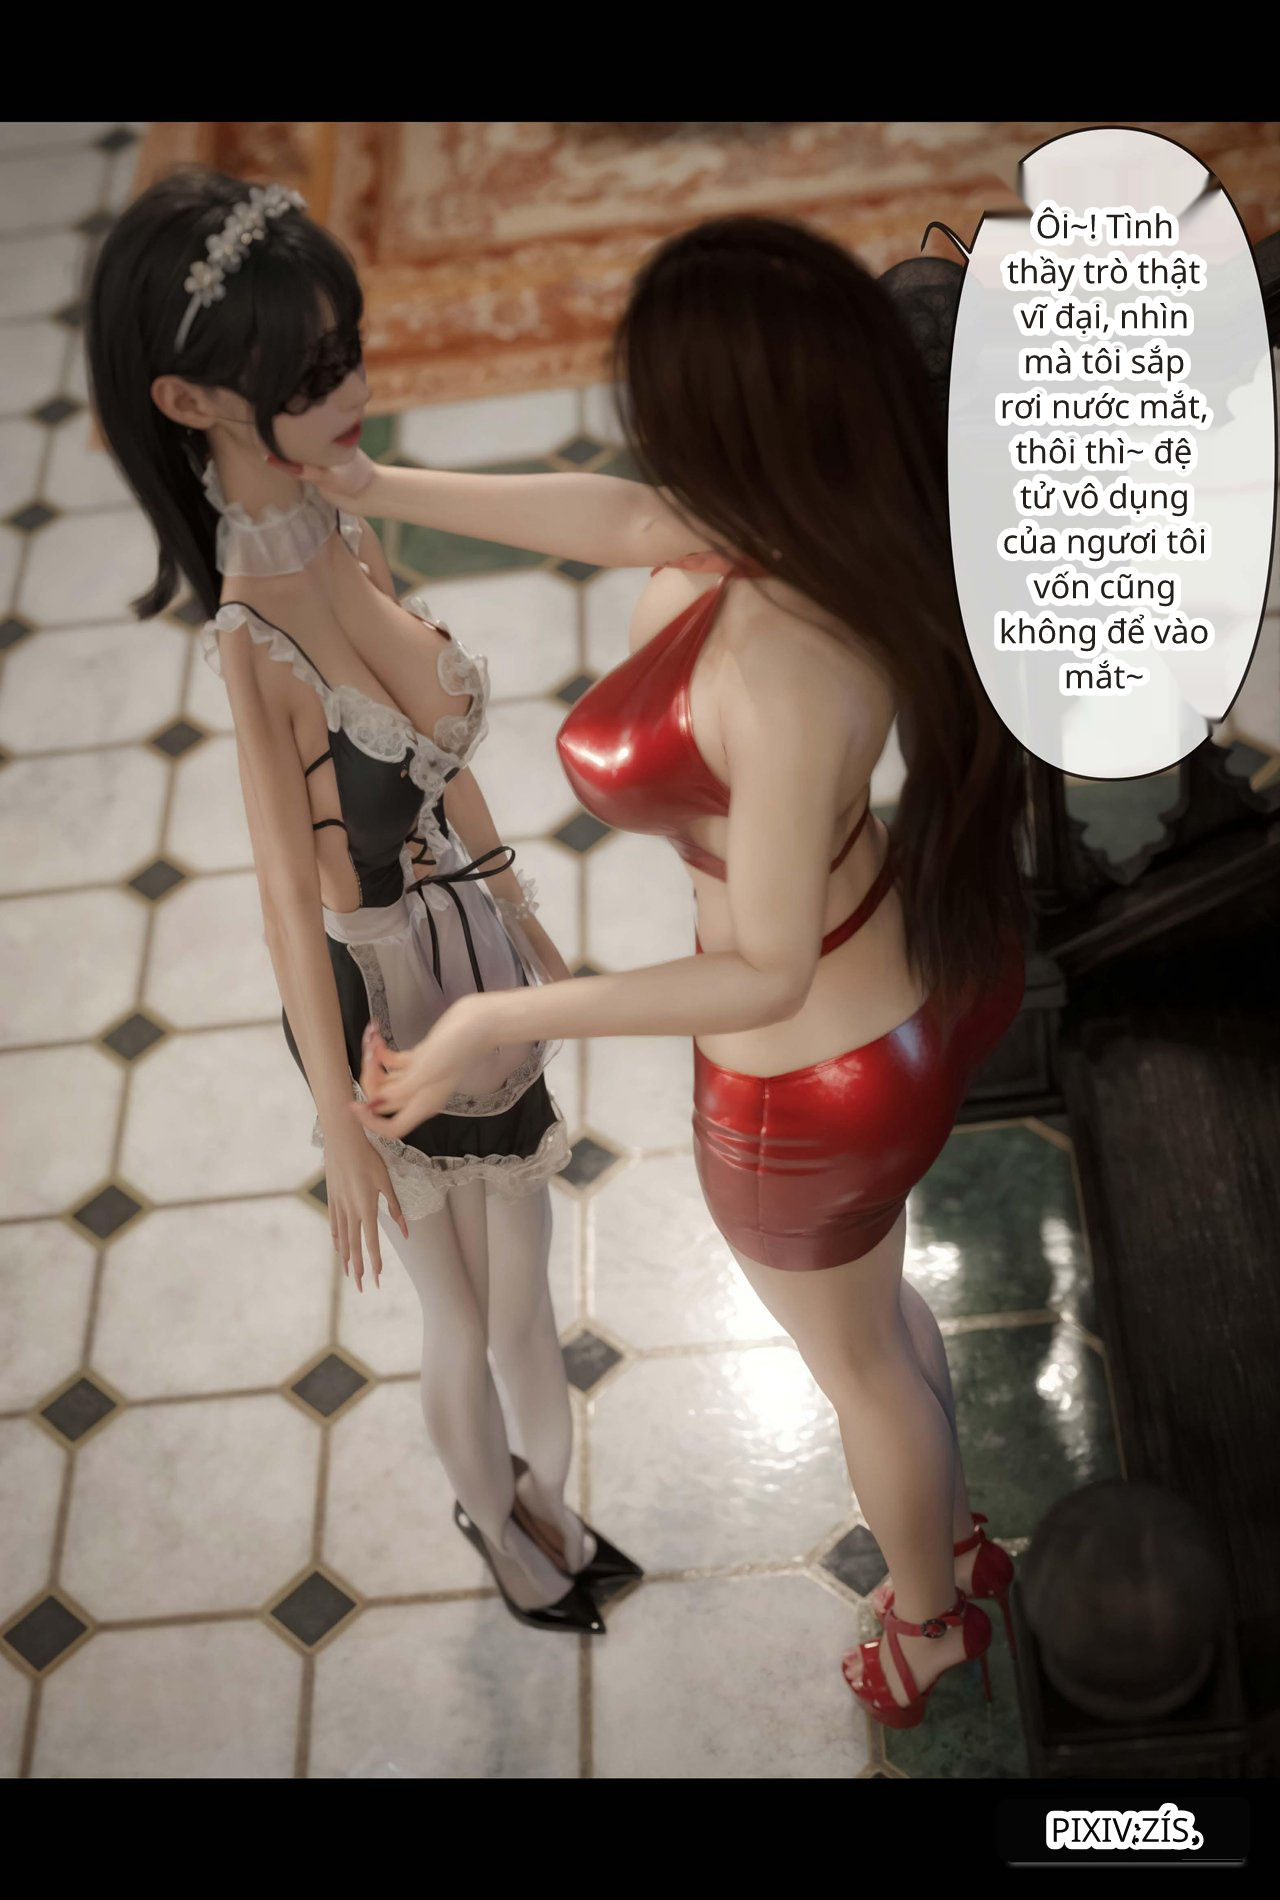 Ôi~! Tình
thầy trò thật
vĩ đại, nhìn
mà tôi sắp
rơi nước mắt,
thôi thì~ đệ
tử vô dụng
của ngươi tôi
vốn cũng
không để vào
mắt~
PIXIV:ZÍS,